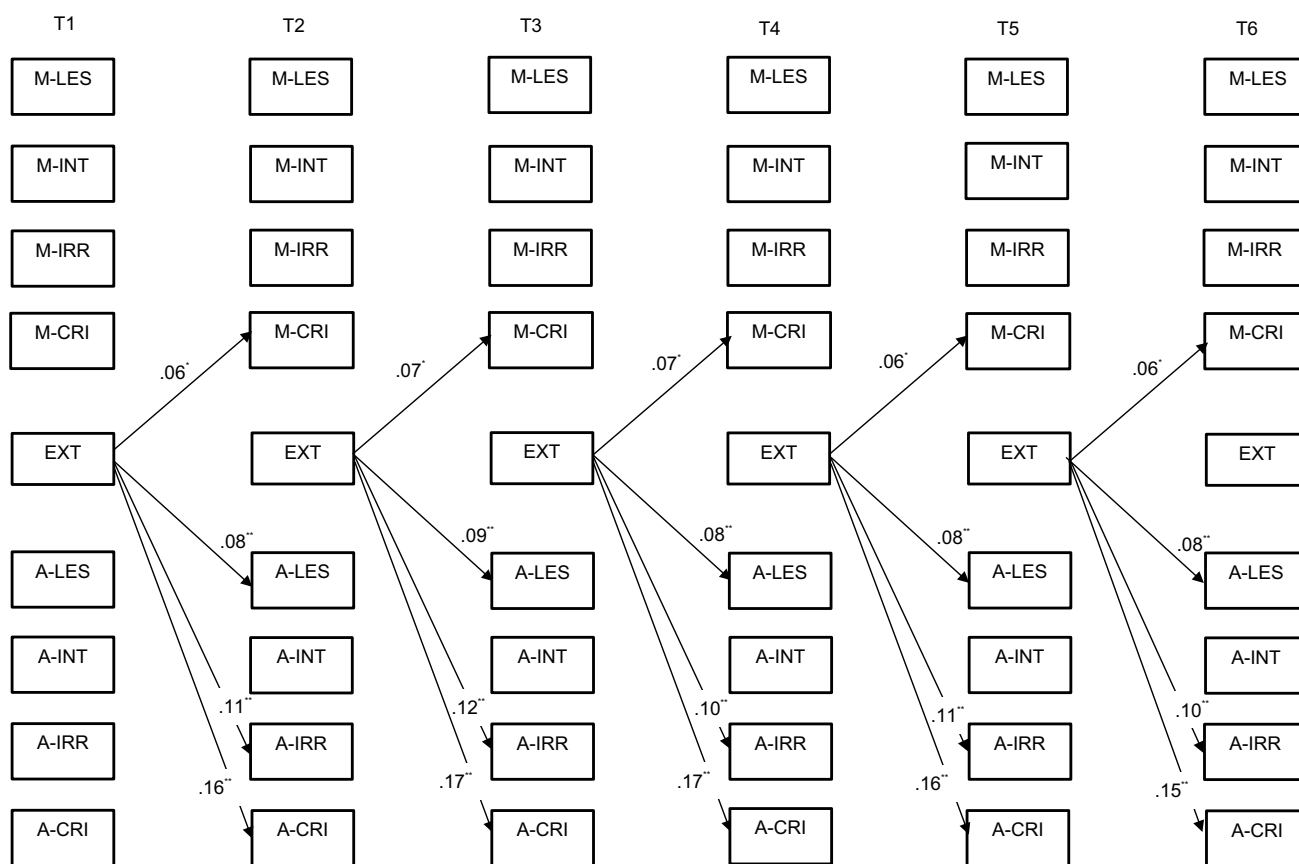 T1 T2 T3 T4 T5 T6
M-LES M-LES M-LES M-LES M-LES M-LES
M-INT M-INT M-INT M-INT M-INT M-INT
M-IRR M-IRR M-IRR M-IRR M-IRR M-IRR
M-CRI M-CRI M-CRI M-CRI M-CRI M-CRI
.06* .07* .07* .06* .06*
EXT EXT EXT EXT EXT EXT
.08** .09** .08** .08** .08**
A-LES A-LES A-LES A-LES A-LES A-LES
A-INT A-INT A-INT A-INT A-INT A-INT
.11** .12** .10** .11** .10**
A-IRR A-IRR A-IRR A-IRR A-IRR A-IRR
.16** .17** .17** .16** .15**
A-CRI A-CRI A-CRI A-CRI A-CRI A-CRI